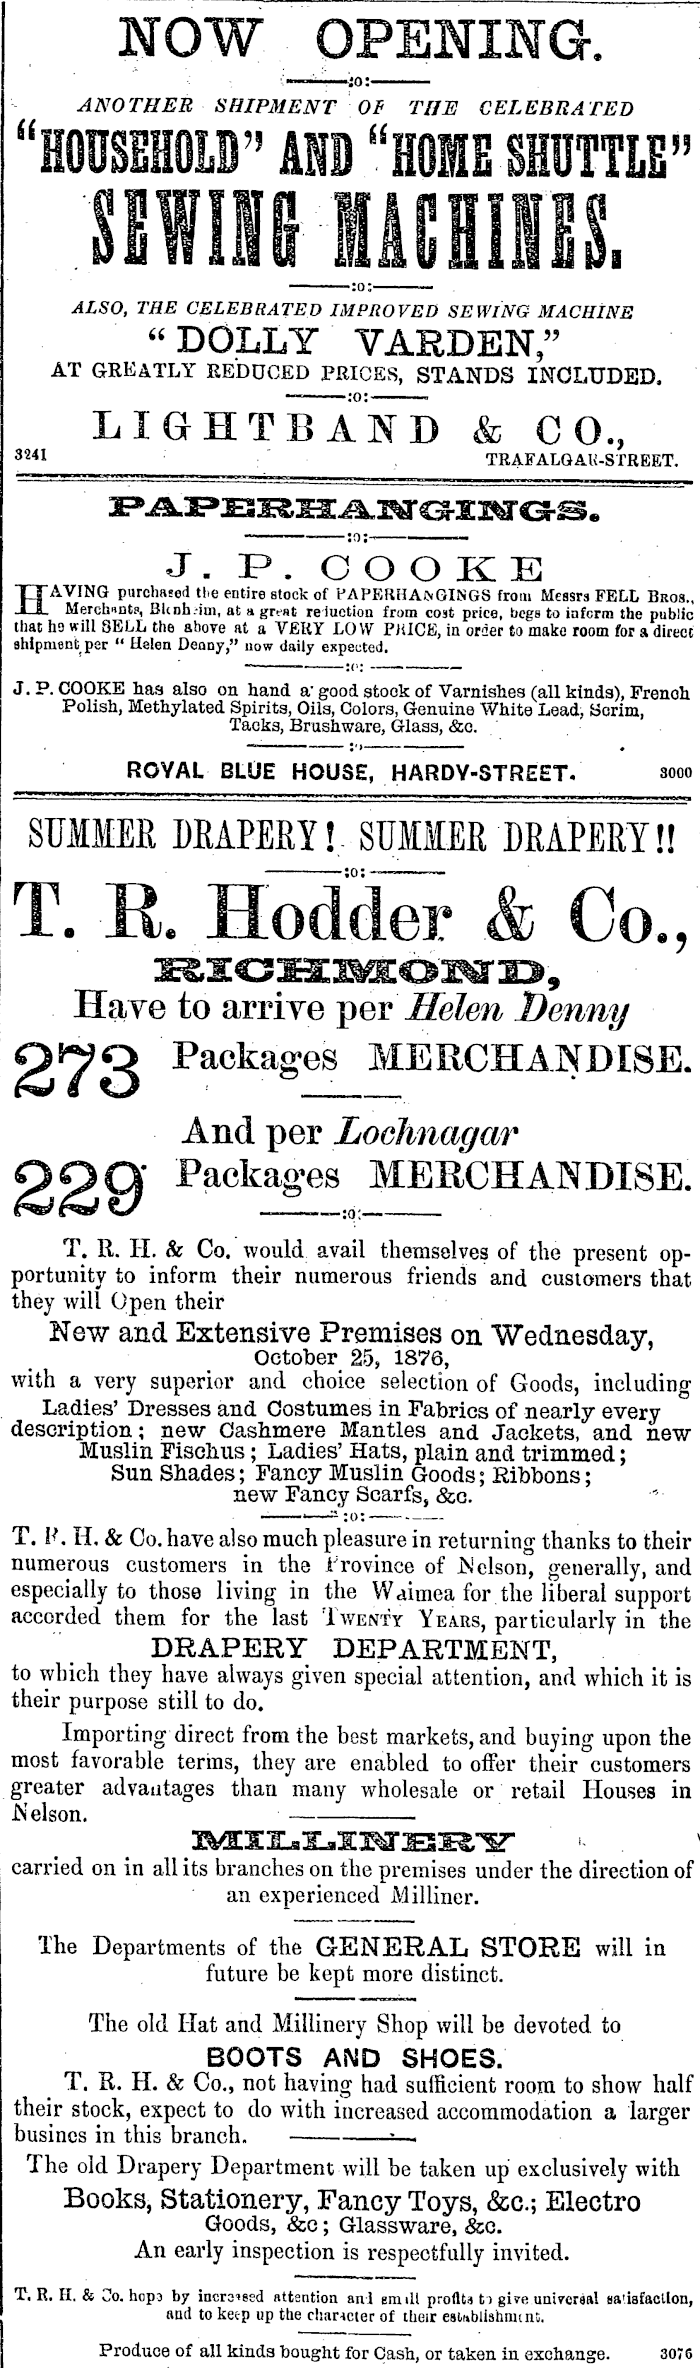 NOW OPENING.
:o:
ANOTHER SHIPMENT OF THE CELEBRATED
"HOUSEHOLD" AND "HOME SHUTTLE"
SEWING MACHINES.
:o:
ALSO, THE CELEBRATED IMPROVED SEWING MACHINE
"DOLLY VARDEN,"
AT GREATLY REDUCED PRICES, STANDS INCLUDED.
:o:
LIGHTBAND & CO.,
3241 TRAFALGAR-STREET.
PAPERHANGINGS.
:o:
J. P. COOKE
HAVING purchased the entire stock of PAPERHANGINGS from Messrs FELL BROS.,
Merchants, Blenheim, at a great reduction from cost price, begs to inform the public
that he will SELL the above at a VERY LOW PRICE, in order to make room for a direct
shipment per "Helen Denny," now daily expected.
:o:
J. P. COOKE has also on hand a good stock of Varnishes (all kinds), French
Polish, Methylated Spirits, Oils, Colors, Genuine White Lead, Scrim,
Tacks, Brushware, Glass, &c.
:o
ROYAL BLUE HOUSE, HARDY-STREET. 3000
SUMMER DRAPERY! SUMMER DRAPERY!!
:o:
T. R. Hodder & Co.,
RICHMOND,
Have to arrive per Helen Denny
273 Packages MERCHANDISE.
And per Lochnagar
229 Packages MERCHANDISE.
:o:
T. R. H. & Co. would avail themselves of the present op-
portunity to inform their numerous friends and customers that
they will Open their
New and Extensive Premises on Wednesday,
October 25, 1876,
with a very superior and choice selection of Goods, including
Ladies' Dresses and Costumes in Fabrics of nearly every
description; new Cashmere Mantles and Jackets, and new
Muslin Fischus; Ladies' Hats, plain and trimmed;
Sun Shades; Fancy Muslin Goods; Ribbons;
new Fancy Scarfs, &c.
:o:
T. R. H. & Co. have also much pleasure in returning thanks to their
numerous customers in the Province of Nelson, generally, and
especially to those living in the Waimea for the liberal support
accorded them for the last TWENTY YEARS, particularly in the
DRAPERY DEPARTMENT,
to which they have always given special attention, and which it is
their purpose still to do.
Importing direct from the best markets, and buying upon the
most favorable terms, they are enabled to offer their customers
greater advantages than many wholesale or retail Houses in
Nelson.
MILLINERY
carried on in all its branches on the premises under the direction of
an experienced Milliner.
The Departments of the GENERAL STORE will in
future be kept more distinct.
The old Hat and Millinery Shop will be devoted to
BOOTS AND SHOES.
T. R. H. & Co., not having had sufficient room to show half
their stock, expect to do with increased accommodation a larger
busines in this branch.
The old Drapery Department will be taken up exclusively with
Books, Stationery, Fancy Toys, &c.; Electro
Goods, &c; Glassware, &c.
An early inspection is respectfully invited.
T. R. H. & Co. hope by increased attention and small profits to give universal satisfaction,
and to keep up the character of their establishment.
Produce of all kinds bought for Cash, or taken in exchange. 3076